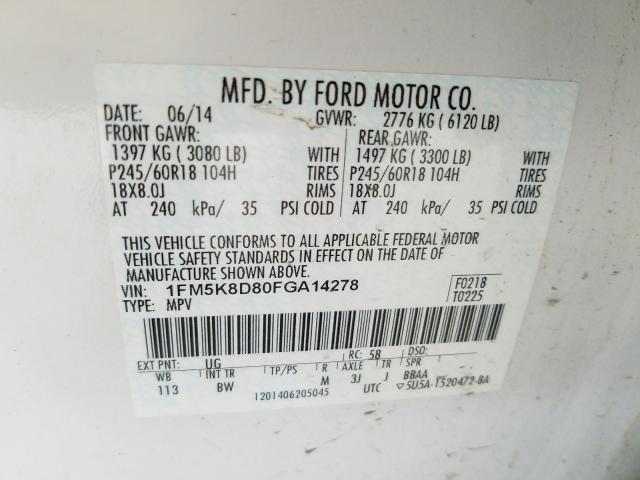 MFD. BY FORD MOTOR CO.
DATE: 06/14 GVWR: 2776 KG ( 6120 LB)
FRONT GAWR: REAR GAWR:
1397 KG ( 3080 LB) WITH 1497 KG ( 3300 LB) WITH
P245/60R18 104H TIRES P245/60R18 104H TIRES
18X8.0J RIMS 18X8.0J RIMS
AT 240 kPa/ 35 PSI COLD AT 240 kPa/ 35 PSI COLD
THIS VEHICLE CONFORMS TO ALL APPLICABLE FEDERAL MOTOR
VEHICLE SAFETY STANDARDS IN EFFECT ON THE DATE OF
MANUFACTURE SHOWN ABOVE.
VIN: 1FM5K8D80FGA14278 F0218
TYPE: MPV T0225
EXT PNT: UG RC: 58 DSO:
WB INT TR TP/PS R AXLE TR SPR
113 BW M 3J J BBAA
1201406205045 UTC ▽5U5A-1520472-BA